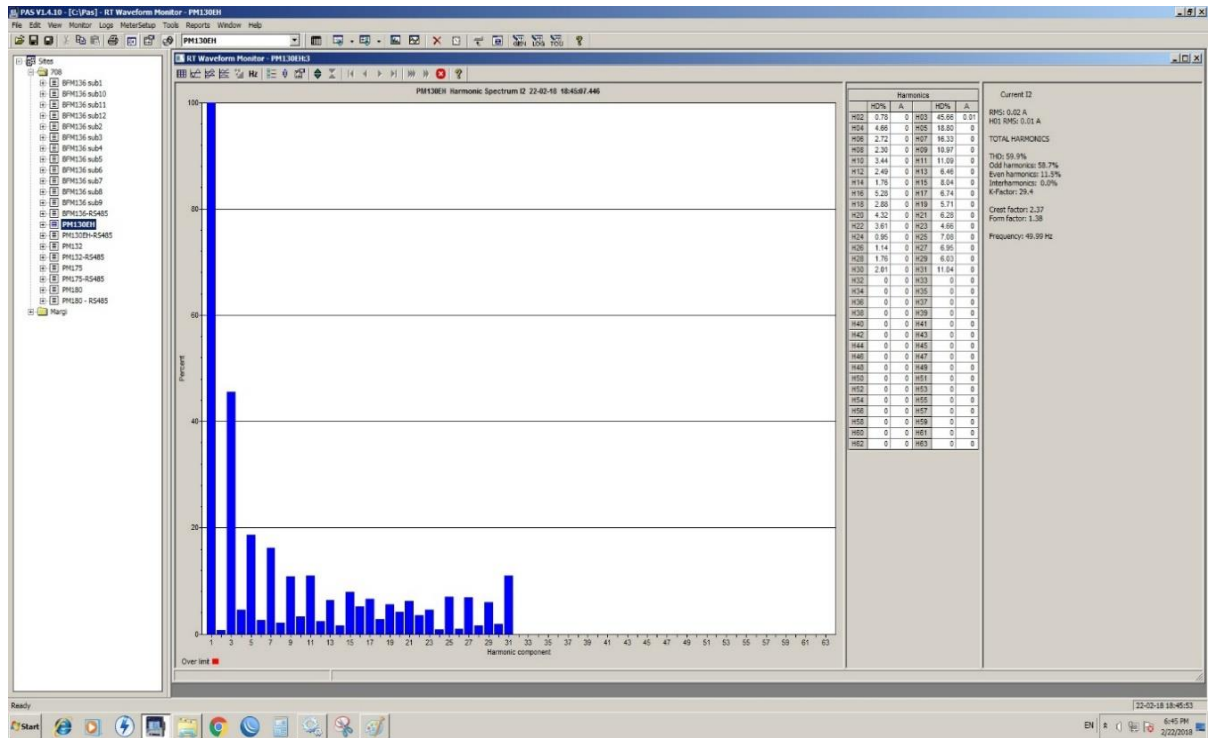 PAS V1.4.10 - [C:\Pas] - RT Waveform Monitor - PM130EH
File Edit View Monitor Logs MeterSetup Tools Reports Window Help
PM130EH
Sites
708
BFM136 sub1
BFM136 sub10
BFM136 sub11
BFM136 sub12
BFM136 sub2
BFM136 sub3
BFM136 sub4
BFM136 sub5
BFM136 sub6
BFM136 sub7
BFM136 sub8
BFM136 sub9
BFM136-RS485
PM130EH
PM130EH-RS485
PM132
PM132-RS485
PM175
PM175-RS485
PM180
PM180 - RS485
Margi
RT Waveform Monitor - PM130EH:3
Hz
PM130EH Harmonic Spectrum I2 22-02-18 18:45:07.446
100
80
60
40
20
0
Percent
1 3 5 7 9 11 13 15 17 19 21 23 25 27 29 31 33 35 37 39 41 43 45 47 49 51 53 55 57 59 61 63
Harmonic component
Over limit
Harmonics
HD% A HD% A
H02 0.78 0 H03 45.66 0.01
H04 4.66 0 H05 18.80 0
H06 2.72 0 H07 16.33 0
H08 2.30 0 H09 10.97 0
H10 3.44 0 H11 11.09 0
H12 2.49 0 H13 6.46 0
H14 1.76 0 H15 8.04 0
H16 5.28 0 H17 6.74 0
H18 2.88 0 H19 5.71 0
H20 4.32 0 H21 6.28 0
H22 3.61 0 H23 4.66 0
H24 0.95 0 H25 7.08 0
H26 1.14 0 H27 6.95 0
H28 1.76 0 H29 6.03 0
H30 2.01 0 H31 11.04 0
H32 0 0 H33 0 0
H34 0 0 H35 0 0
H36 0 0 H37 0 0
H38 0 0 H39 0 0
H40 0 0 H41 0 0
H42 0 0 H43 0 0
H44 0 0 H45 0 0
H46 0 0 H47 0 0
H48 0 0 H49 0 0
H50 0 0 H51 0 0
H52 0 0 H53 0 0
H54 0 0 H55 0 0
H56 0 0 H57 0 0
H58 0 0 H59 0 0
H60 0 0 H61 0 0
H62 0 0 H63 0 0
Current I2
RMS: 0.02 A
H01 RMS: 0.01 A
TOTAL HARMONICS
THD: 59.9%
Odd harmonics: 58.7%
Even harmonics: 11.5%
Interharmonics: 0.0%
K-Factor: 29.4
Crest factor: 2.37
Form factor: 1.38
Frequency: 49.99 Hz
Ready
22-02-18 18:45:53
Start
EN
6:45 PM
2/22/2018